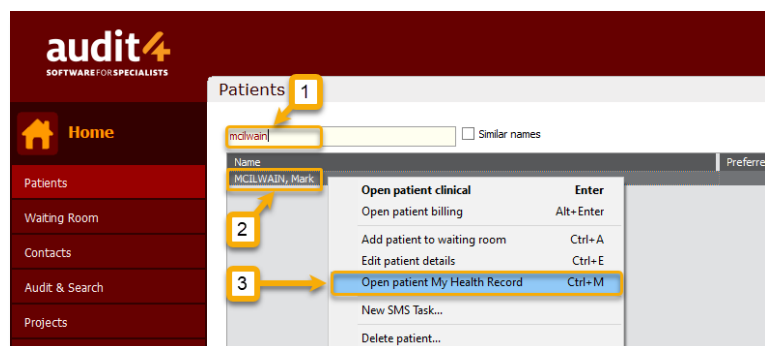 audit4
SOFTWAREFORSPECIALISTS
Patients
1
Home
mcilwain
Similar names
Name
Preferre
MCILWAIN, Mark
Patients
Open patient clinical Enter
Open patient billing Alt+Enter
Waiting Room
2
Add patient to waiting room Ctrl+A
Contacts
Edit patient details Ctrl+E
Audit & Search
3
Open patient My Health Record Ctrl+M
New SMS Task...
Projects
Delete patient...